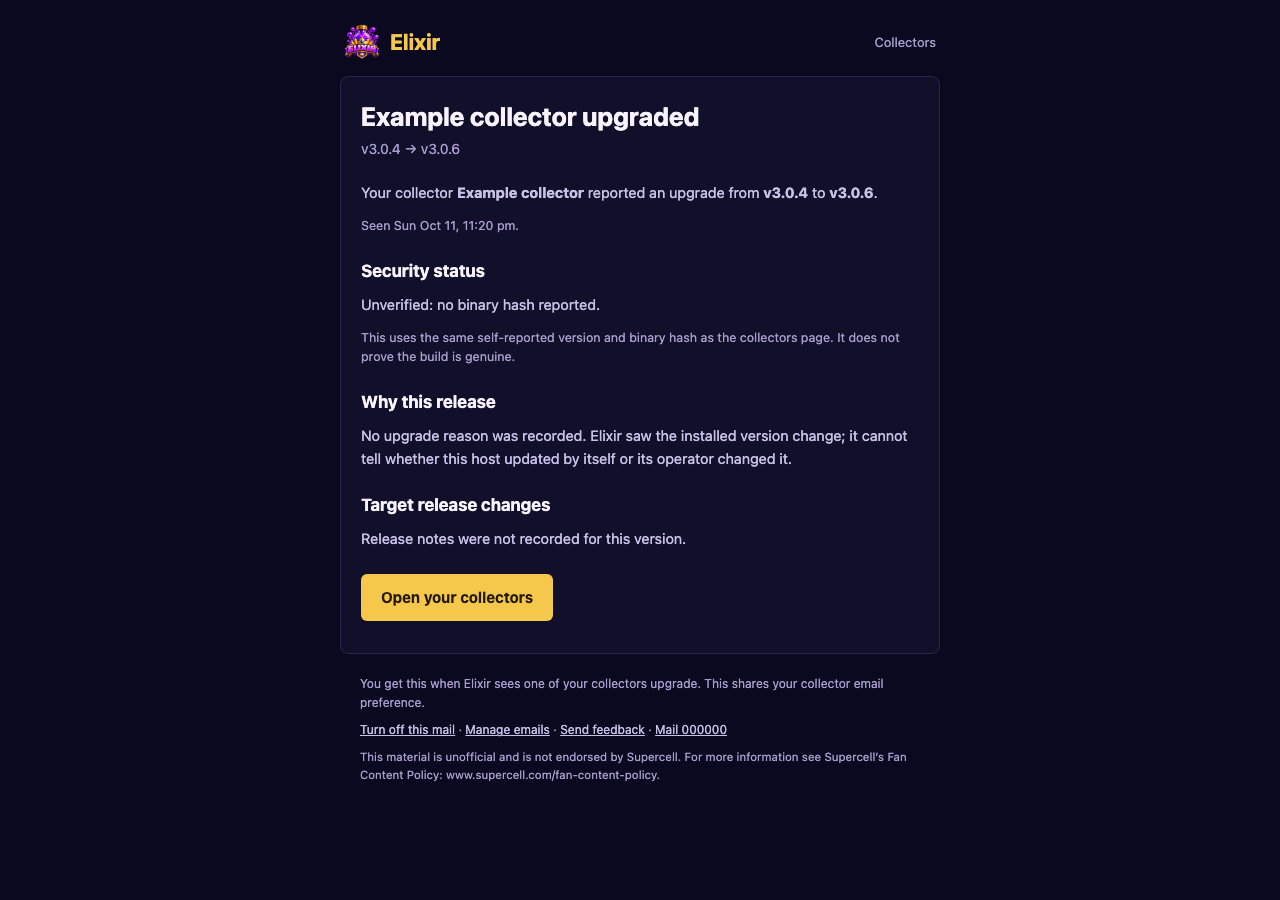 ELIXIR
Elixir
Collectors
Example collector upgraded
v3.0.4 → v3.0.6
Your collector Example collector reported an upgrade from v3.0.4 to v3.0.6.
Seen Sun Oct 11, 11:20 pm.
Security status
Unverified: no binary hash reported.
This uses the same self-reported version and binary hash as the collectors page. It does not
prove the build is genuine.
Why this release
No upgrade reason was recorded. Elixir saw the installed version change; it cannot
tell whether this host updated by itself or its operator changed it.
Target release changes
Release notes were not recorded for this version.
Open your collectors
You get this when Elixir sees one of your collectors upgrade. This shares your collector email
preference.
Turn off this mail · Manage emails · Send feedback · Mail 000000
This material is unofficial and is not endorsed by Supercell. For more information see Supercell’s Fan
Content Policy: www.supercell.com/fan-content-policy.